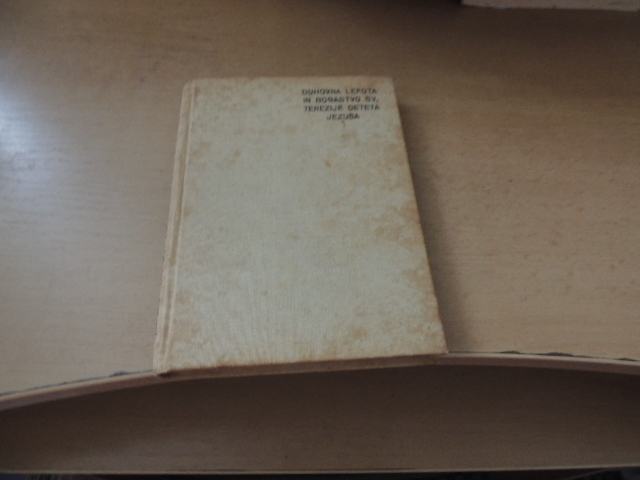 DUHOVNA LEPOTA
IN BOGASTVO SV.
TEREZIJE DETETA
JEZUSA